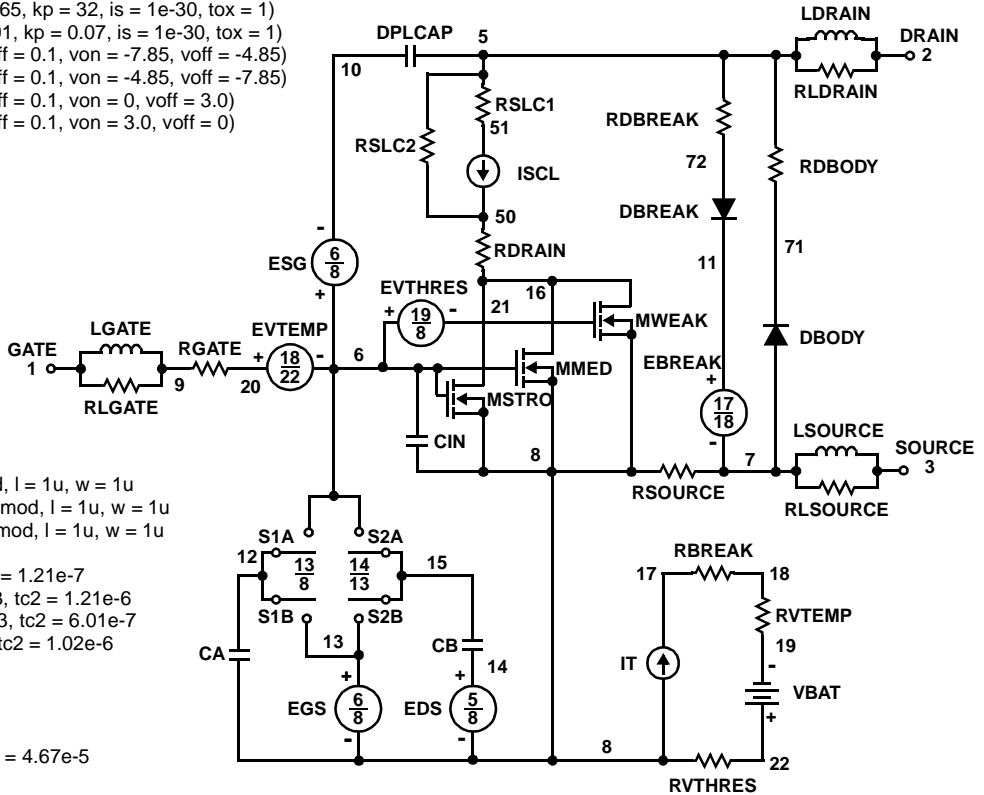 65, kp = 32, is = 1e-30, tox = 1)
01, kp = 0.07, is = 1e-30, tox = 1)
ff = 0.1, von = -7.85, voff = -4.85)
ff = 0.1, von = -4.85, voff = -7.85)
ff = 0.1, von = 0, voff = 3.0)
ff = 0.1, von = 3.0, voff = 0)
LDRAIN
DPLCAP
5
DRAIN
2
10
RLDRAIN
RSLC1
51
RDBREAK
RSLC2
72
RDBODY
ISCL
DBREAK
50
-
RDRAIN
71
ESG
6
8
11
+
EVTHRES
16
+
19
8
-
21
MWEAK
LGATE
EVTEMP
GATE
1
RGATE
+
18
22
-
6
EBREAK
DBODY
MMED
9
20
+
RLGATE
MSTRO
17
18
-
CIN
LSOURCE
8
7
SOURCE
3
RSOURCE
RLSOURCE
d, l = 1u, w = 1u
mod, l = 1u, w = 1u
mod, l = 1u, w = 1u
= 1.21e-7
3, tc2 = 1.21e-6
3, tc2 = 6.01e-7
tc2 = 1.02e-6
= 4.67e-5
S1A
S2A
12
13
8
14
13
15
S1B
S2B
13
CA
CB
14
+
+
EGS
6
8
EDS
5
8
-
-
RBREAK
17
18
RVTEMP
19
IT
-
VBAT
+
8
22
RVTHRES